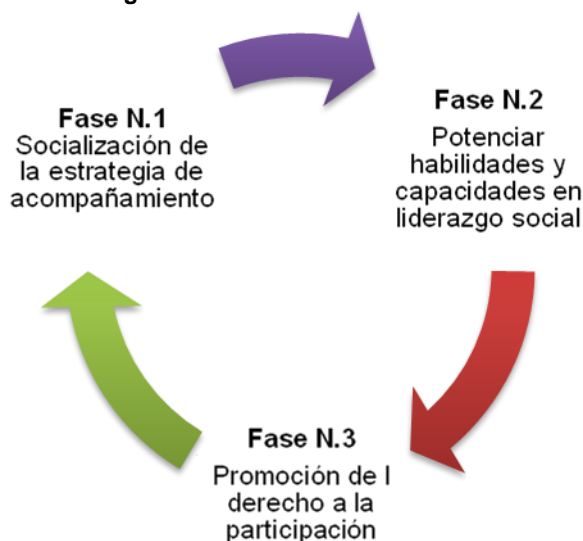 Fase N.1
Socialización de
la estrategia de
acompañamiento
Fase N.2
Potenciar
habilidades y
capacidades en
liderazgo social
Fase N.3
Promoción de l
derecho a la
participación